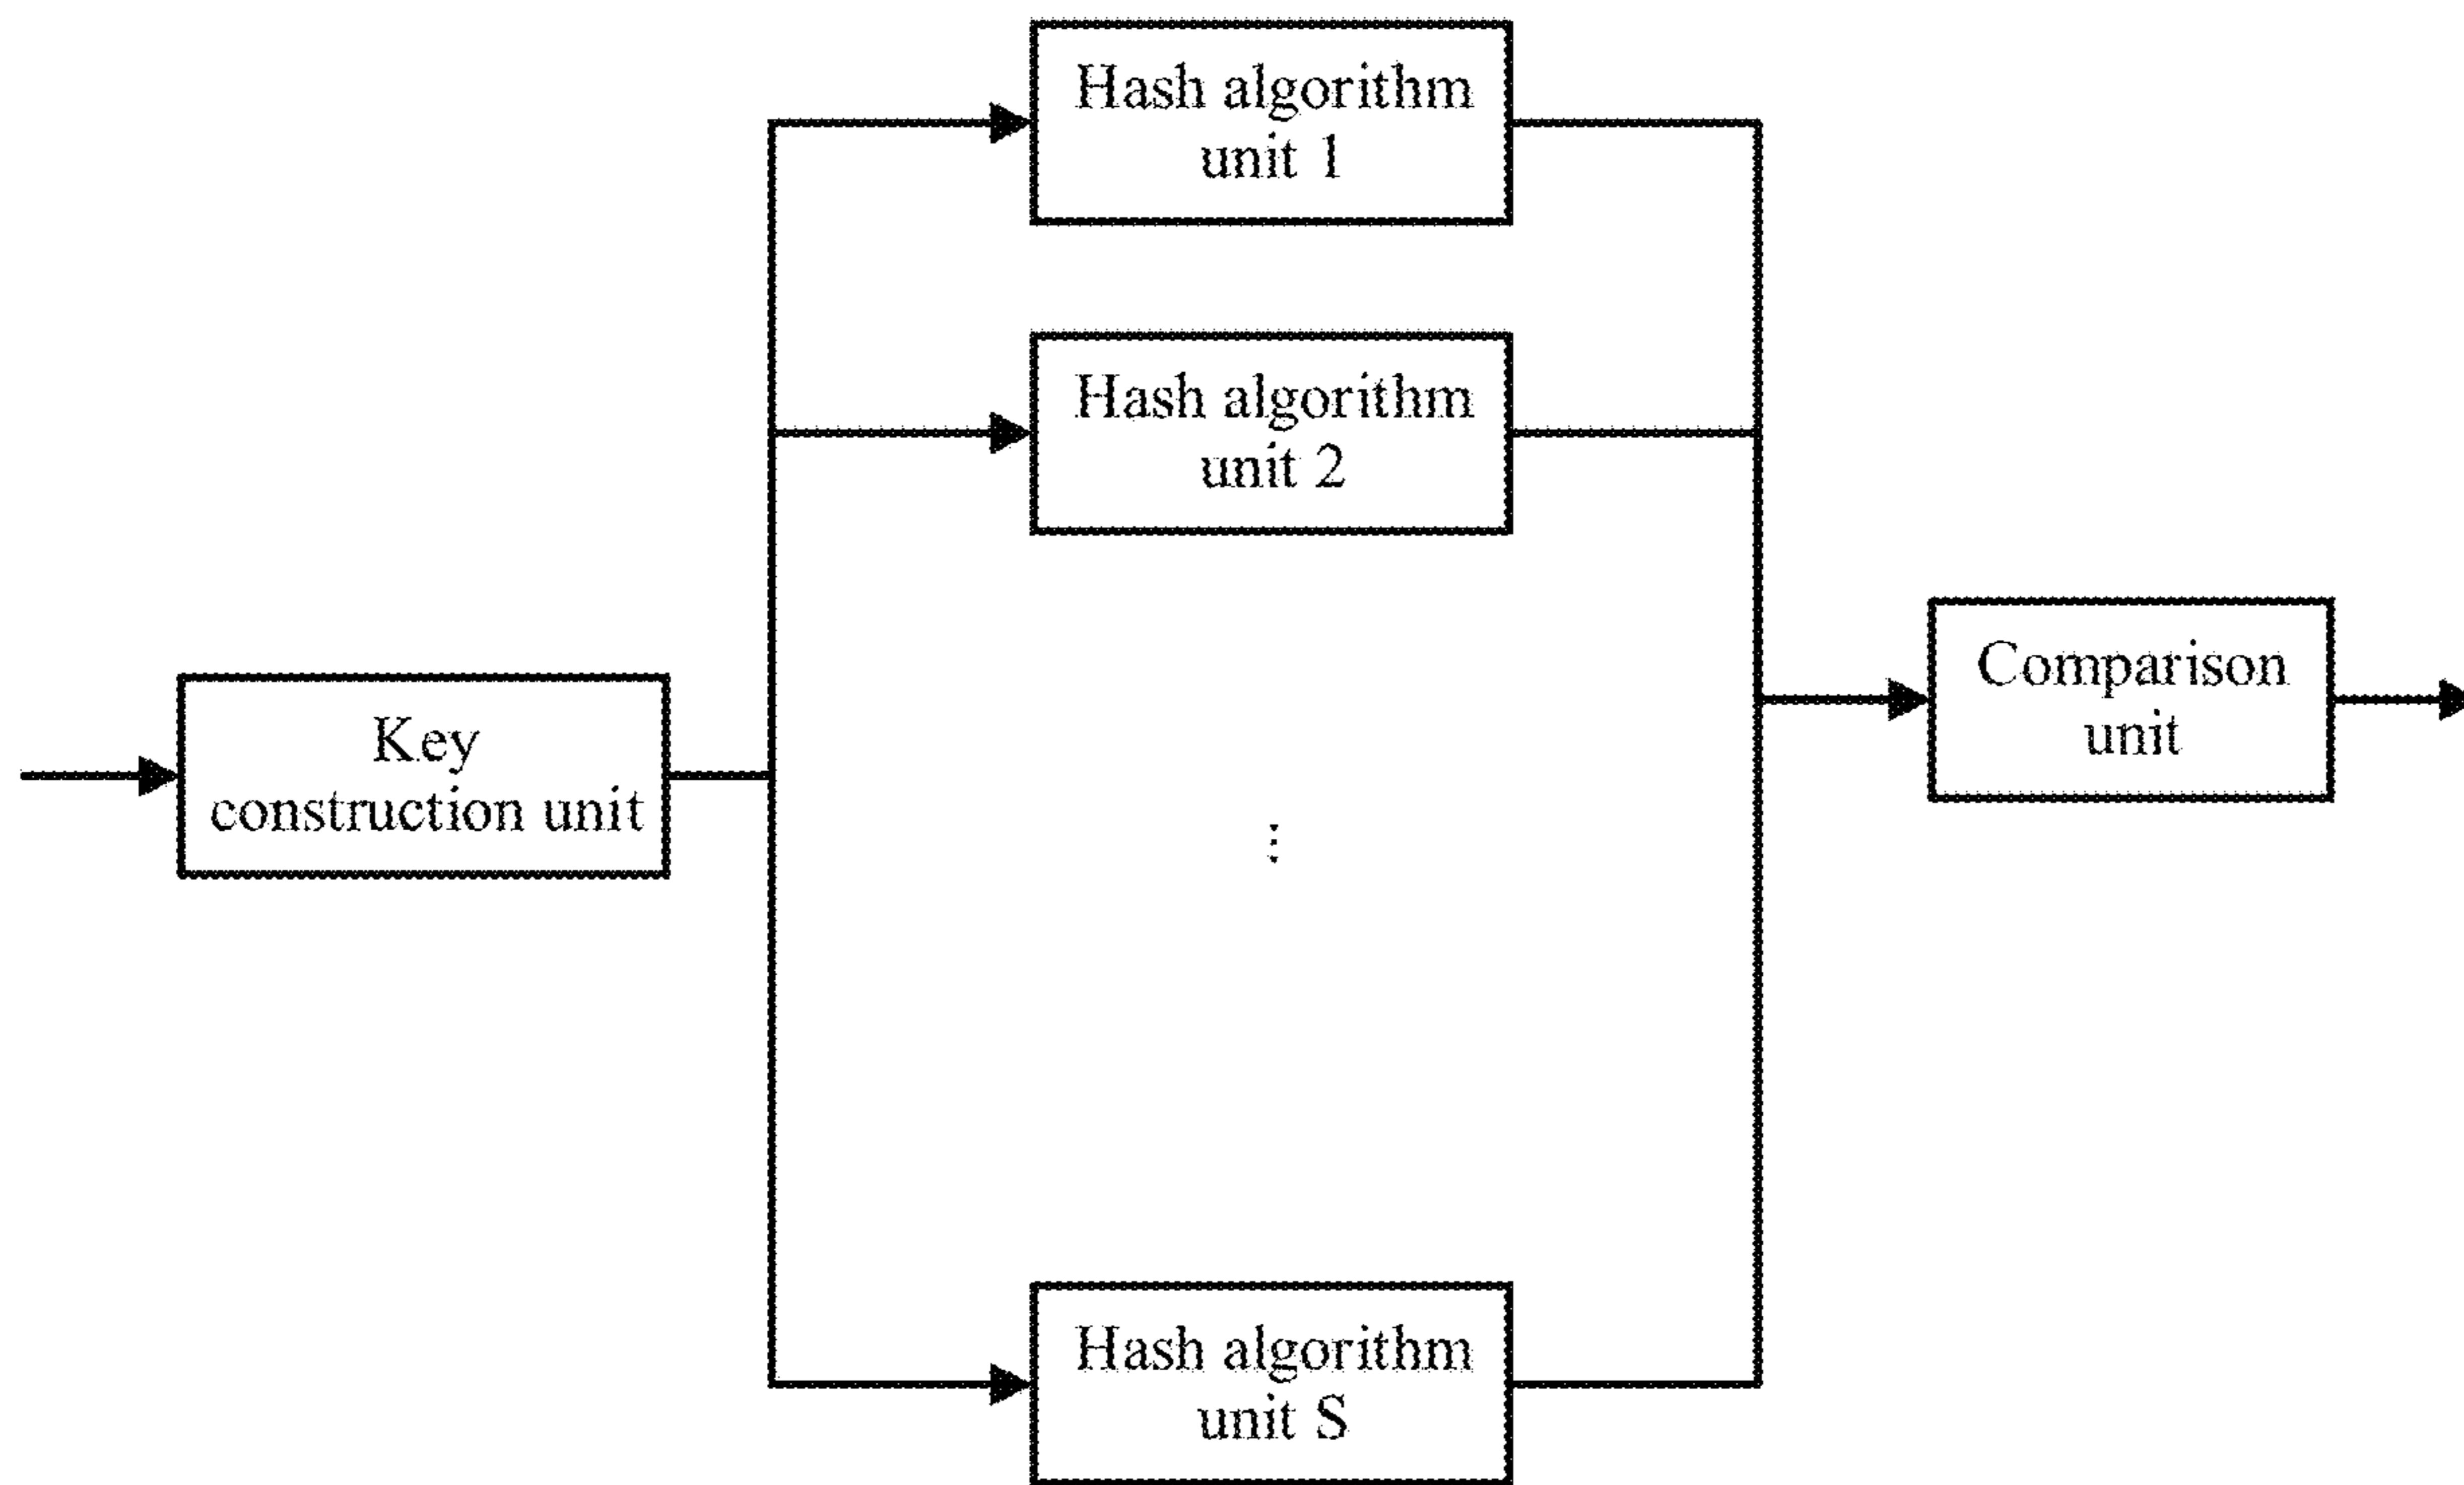 Hash algorithm
unit 1
Hash algorithm
unit 2
Key
construction unit
Comparison
unit
⋮
Hash algorithm
unit S